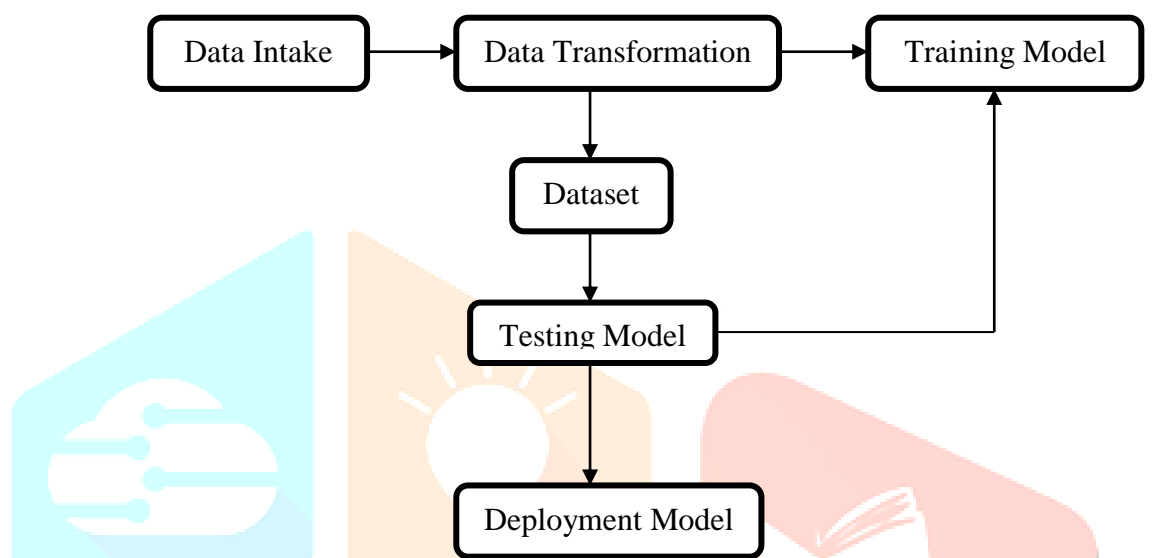 Data Intake
Data Transformation
Training Model
Dataset
Testing Model
Deployment Model